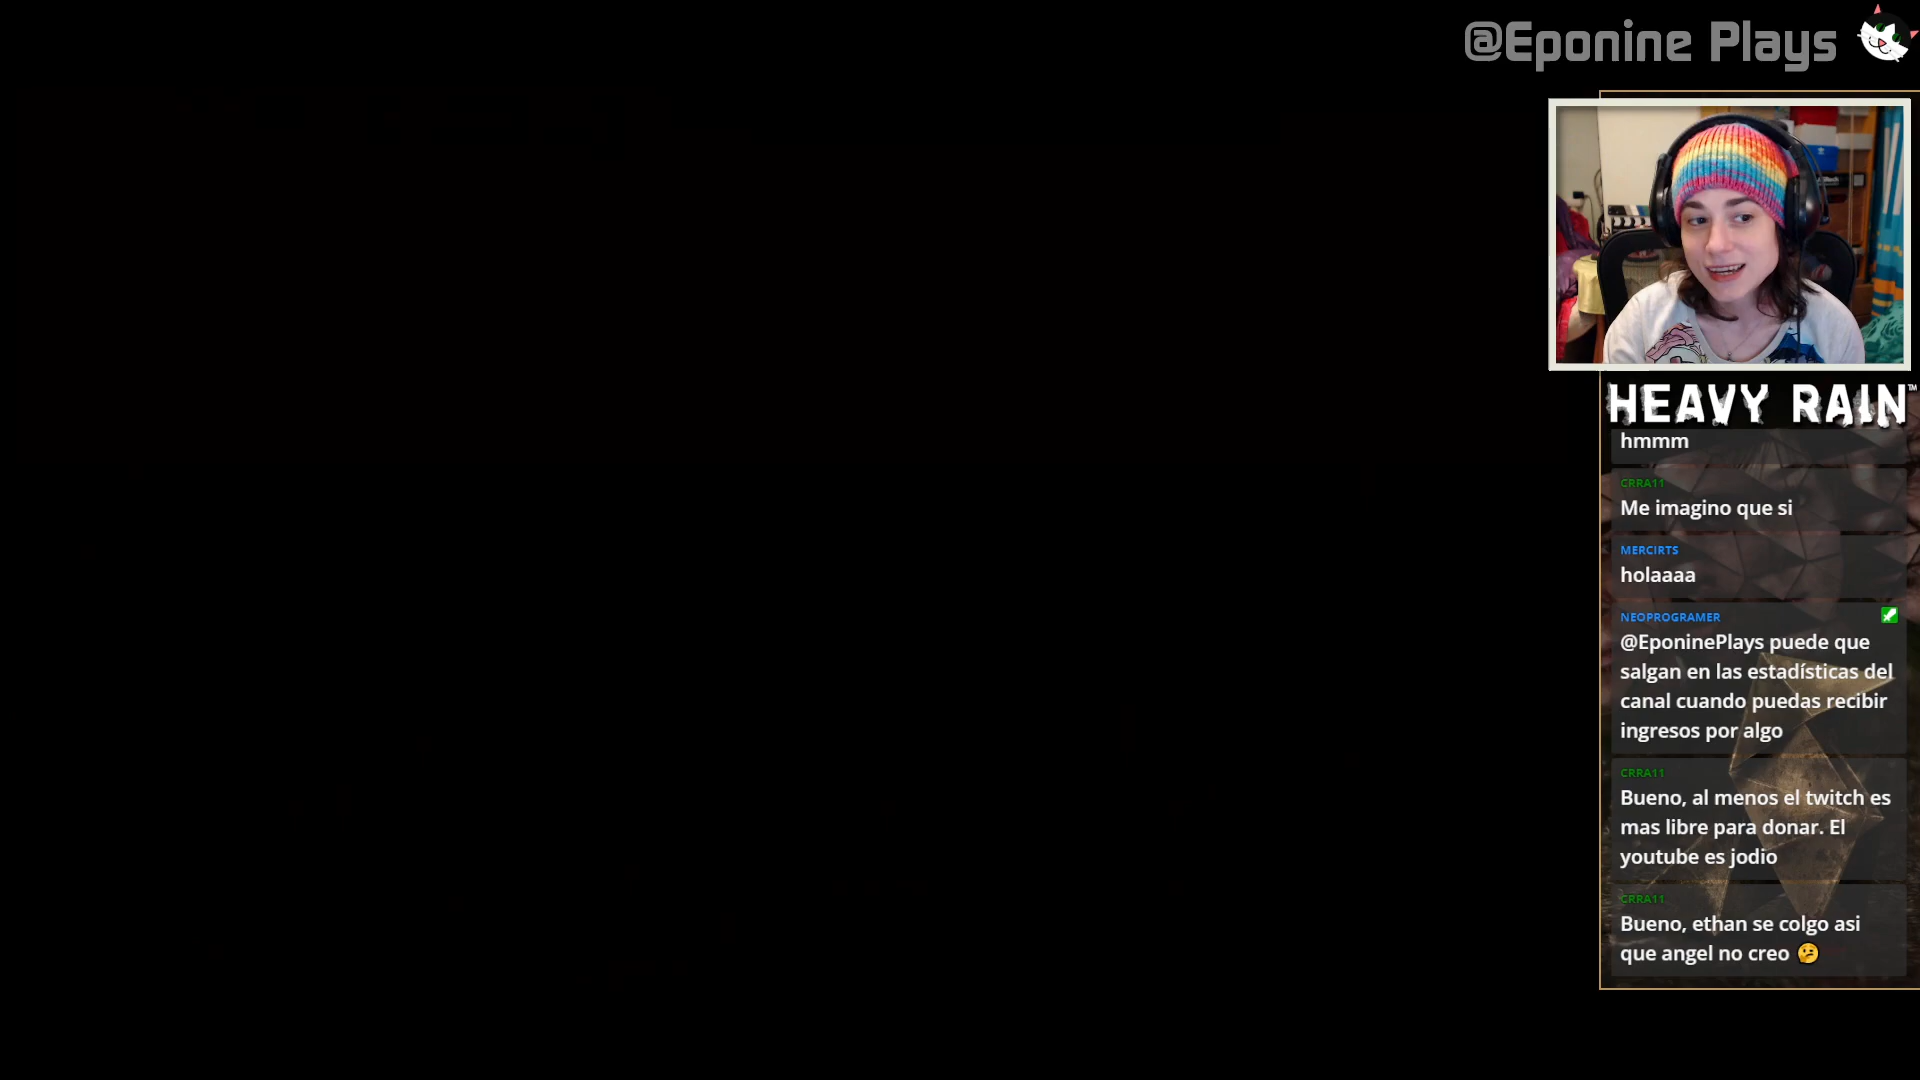 @Eponine Plays
HEAVY RAIN™
hmmm
CRRA11
Me imagino que si
MERCIRTS
holaaaa
NEOPROGRAMER
@EponinePlays puede que
salgan en las estadísticas del
canal cuando puedas recibir
ingresos por algo
CRRA11
Bueno, al menos el twitch es
mas libre para donar. El
youtube es jodio
CRRA11
Bueno, ethan se colgo asi
que angel no creo 🤔